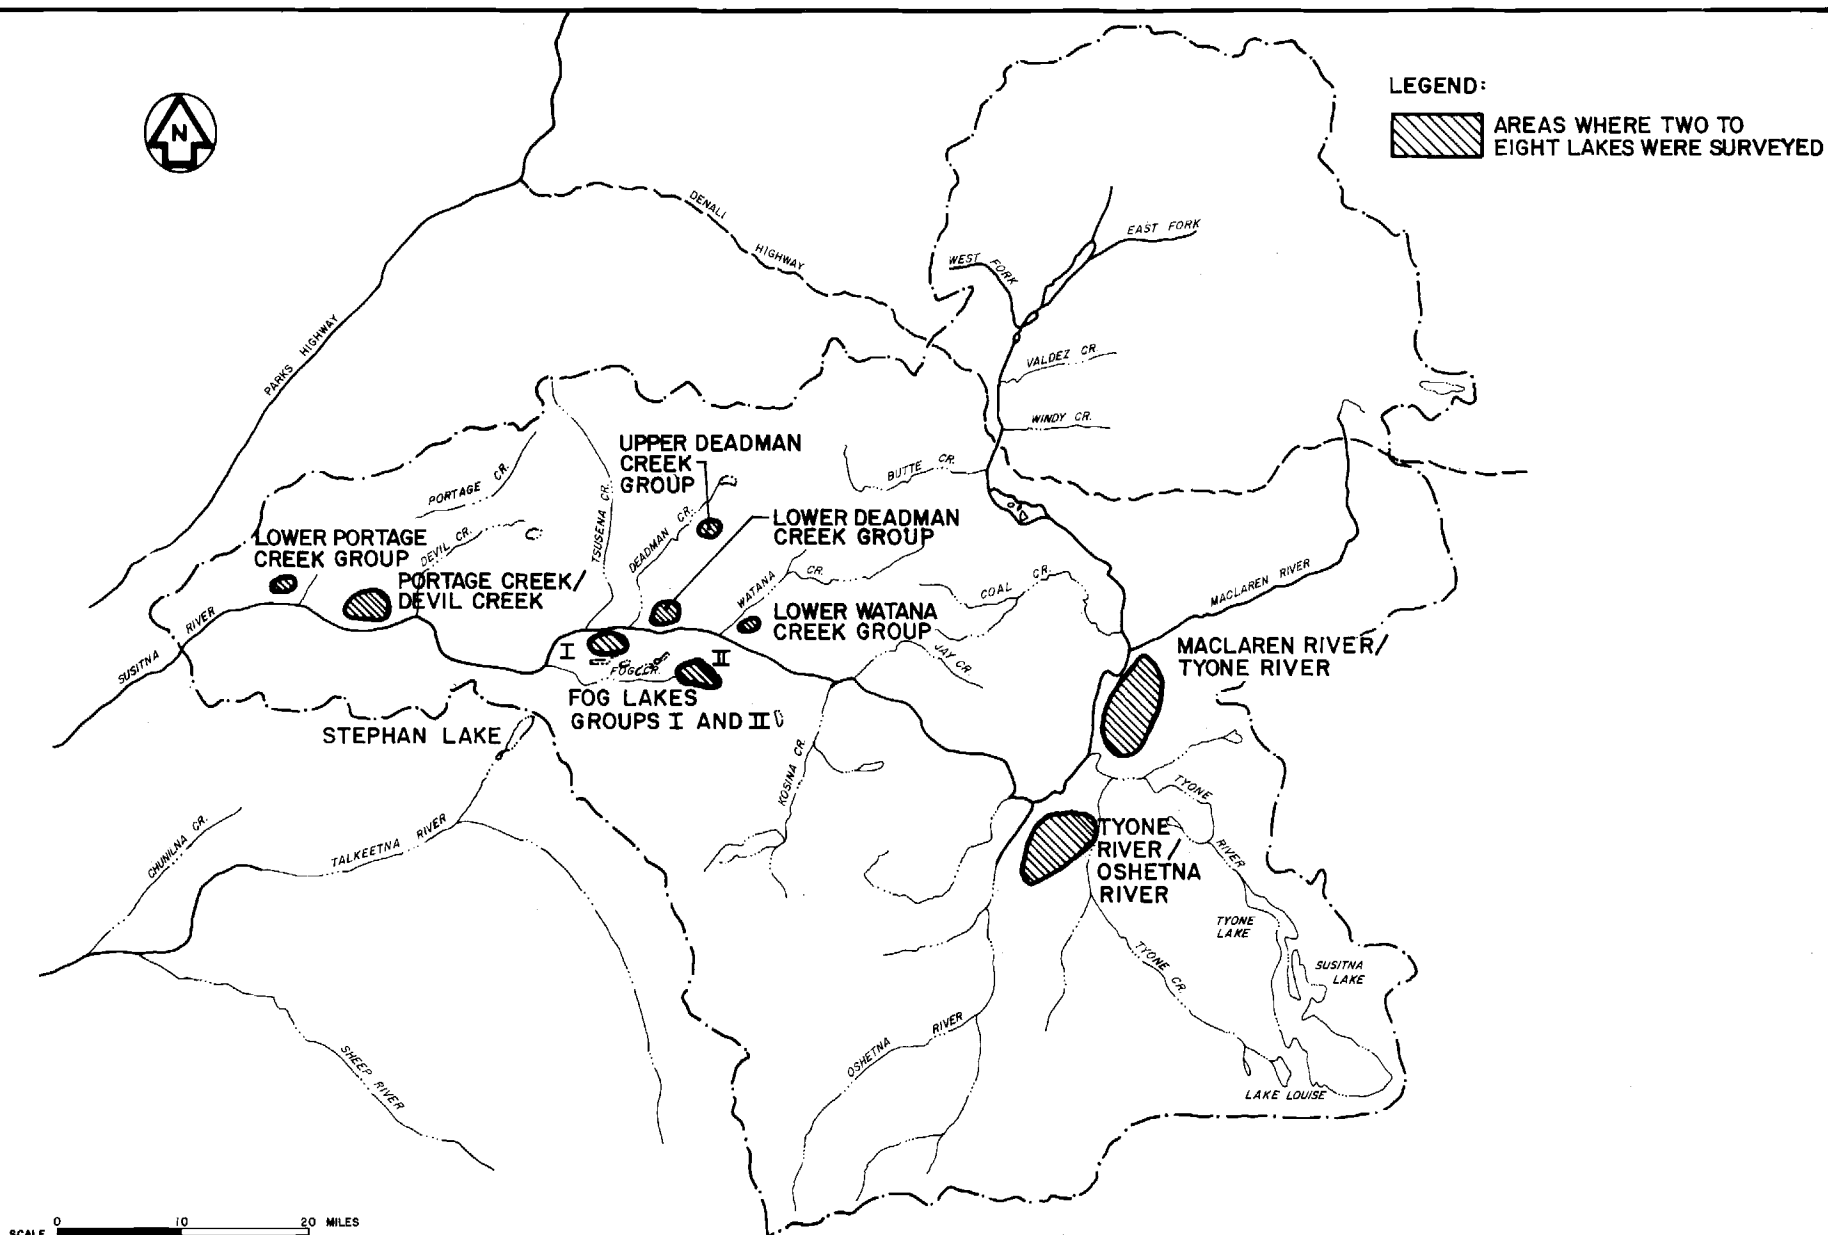 LEGEND:
AREAS WHERE TWO TO
EIGHT LAKES WERE SURVEYED
N
DENALI
HIGHWAY
PARKS HIGHWAY
WEST FORK
EAST FORK
VALDEZ CR.
WINDY CR.
BUTTE CR.
UPPER DEADMAN
CREEK
GROUP
PORTAGE CR.
TSUSENA CR.
DEADMAN CR.
LOWER DEADMAN
CREEK GROUP
LOWER PORTAGE
CREEK GROUP
DEVIL CR.
PORTAGE CREEK/
DEVIL CREEK
WATANA CR.
COAL CR.
MACLAREN RIVER
LOWER WATANA
CREEK GROUP
JAY CR.
SUSITNA RIVER
I
II
FOG CR.
FOG LAKES
GROUPS I AND II
MACLAREN RIVER/
TYONE RIVER
STEPHAN LAKE
KOSINA CR.
CHUNILNA CR.
TALKEETNA RIVER
TYONE RIVER
TYONE
RIVER/
OSHETNA
RIVER
TYONE
LAKE
TYONE CR.
SUSITNA
LAKE
OSHETNA RIVER
SHEEP RIVER
LAKE LOUISE
0 10 20 MILES
SCALE